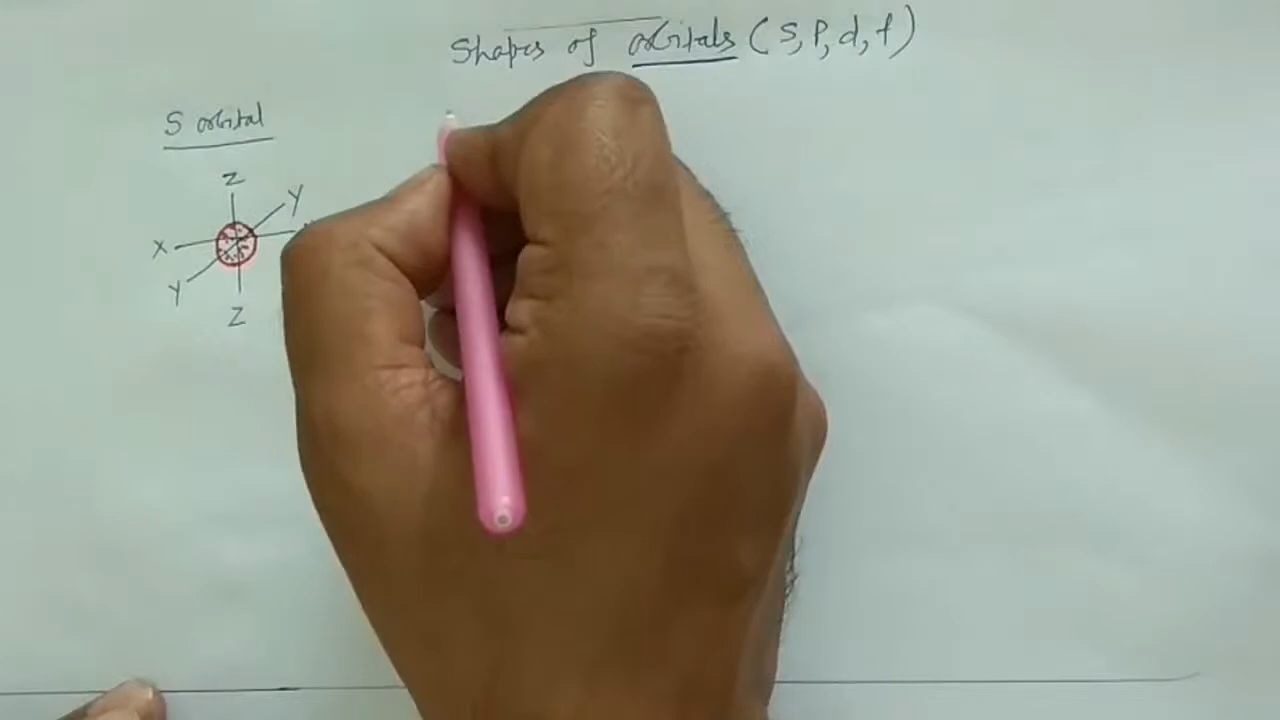 Shapes of orbitals (S, P, d, f)
S orbital
Z
Y
X
Y
Z